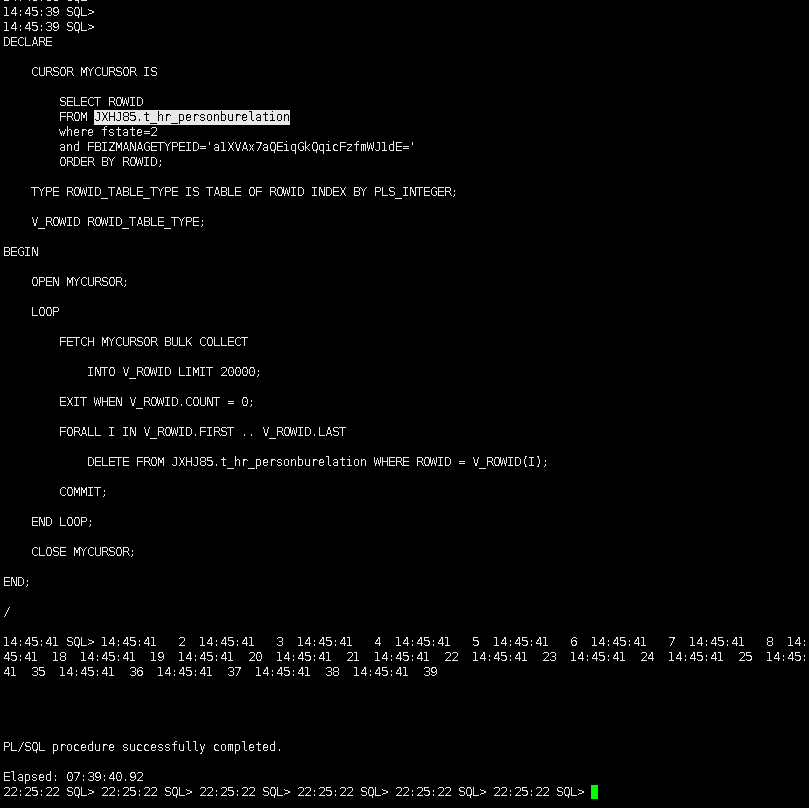 14:45:39 SQL>
14:45:39 SQL>
DECLARE
CURSOR MYCURSOR IS
SELECT ROWID
FROM JXHJ85.t_hr_personburelation
where fstate=2
and FBIZMANAGETYPEID='alXVAx7aQEiqGkQqicFzfmWJldE='
ORDER BY ROWID;
TYPE ROWID_TABLE_TYPE IS TABLE OF ROWID INDEX BY PLS_INTEGER;
V_ROWID ROWID_TABLE_TYPE;
BEGIN
OPEN MYCURSOR;
LOOP
FETCH MYCURSOR BULK COLLECT
INTO V_ROWID LIMIT 20000;
EXIT WHEN V_ROWID.COUNT = 0;
FORALL I IN V_ROWID.FIRST .. V_ROWID.LAST
DELETE FROM JXHJ85.t_hr_personburelation WHERE ROWID = V_ROWID(I);
COMMIT;
END LOOP;
CLOSE MYCURSOR;
END;
/
14:45:41 SQL> 14:45:41   2  14:45:41   3  14:45:41   4  14:45:41   5  14:45:41   6  14:45:41   7  14:45:41   8  14:
45:41  18  14:45:41  19  14:45:41  20  14:45:41  21  14:45:41  22  14:45:41  23  14:45:41  24  14:45:41  25  14:45:
41  35  14:45:41  36  14:45:41  37  14:45:41  38  14:45:41  39
PL/SQL procedure successfully completed.
Elapsed: 07:39:40.92
22:25:22 SQL> 22:25:22 SQL> 22:25:22 SQL> 22:25:22 SQL> 22:25:22 SQL> 22:25:22 SQL>